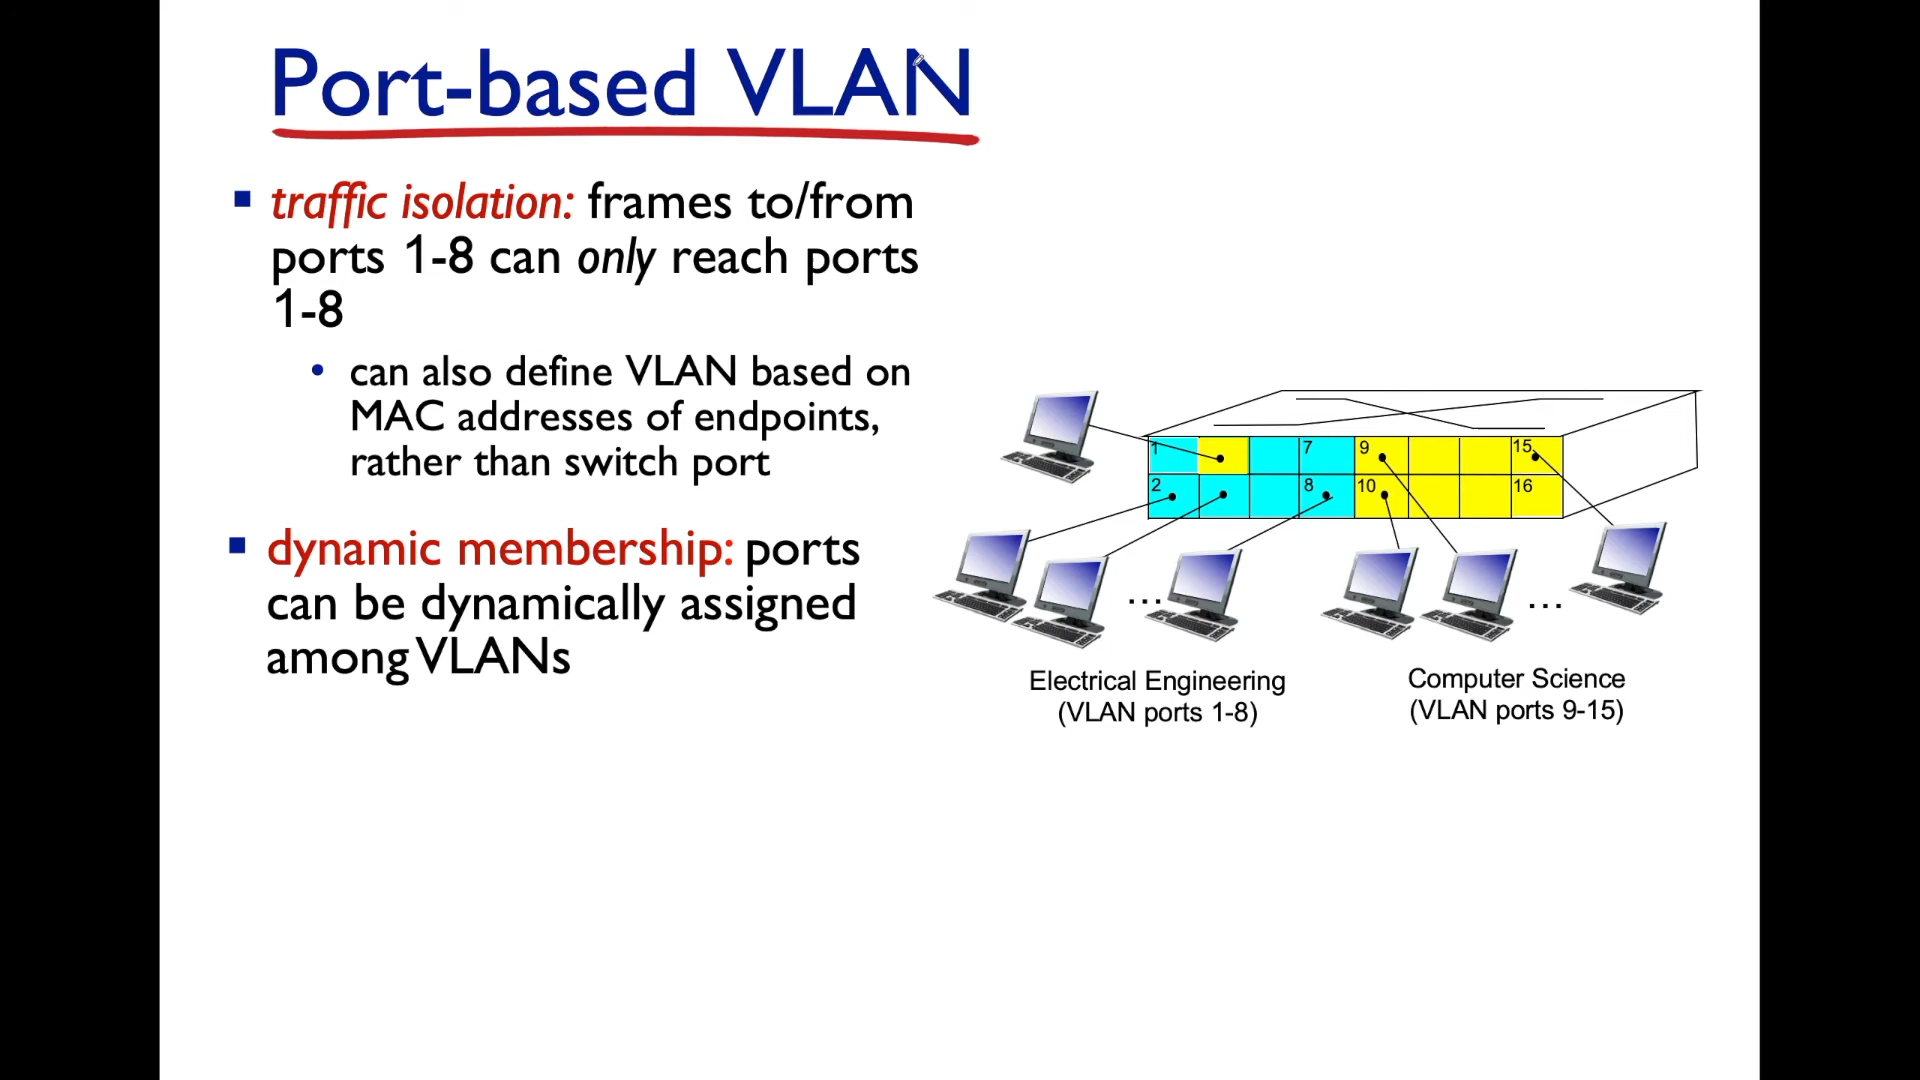 Port-based VLAN
▪ traffic isolation: frames to/from
ports 1-8 can only reach ports
1-8
• can also define VLAN based on
MAC addresses of endpoints,
rather than switch port
▪ dynamic membership: ports
can be dynamically assigned
among VLANs
1 7 9 15
2 8 10 16
… …
Electrical Engineering
(VLAN ports 1-8)
Computer Science
(VLAN ports 9-15)